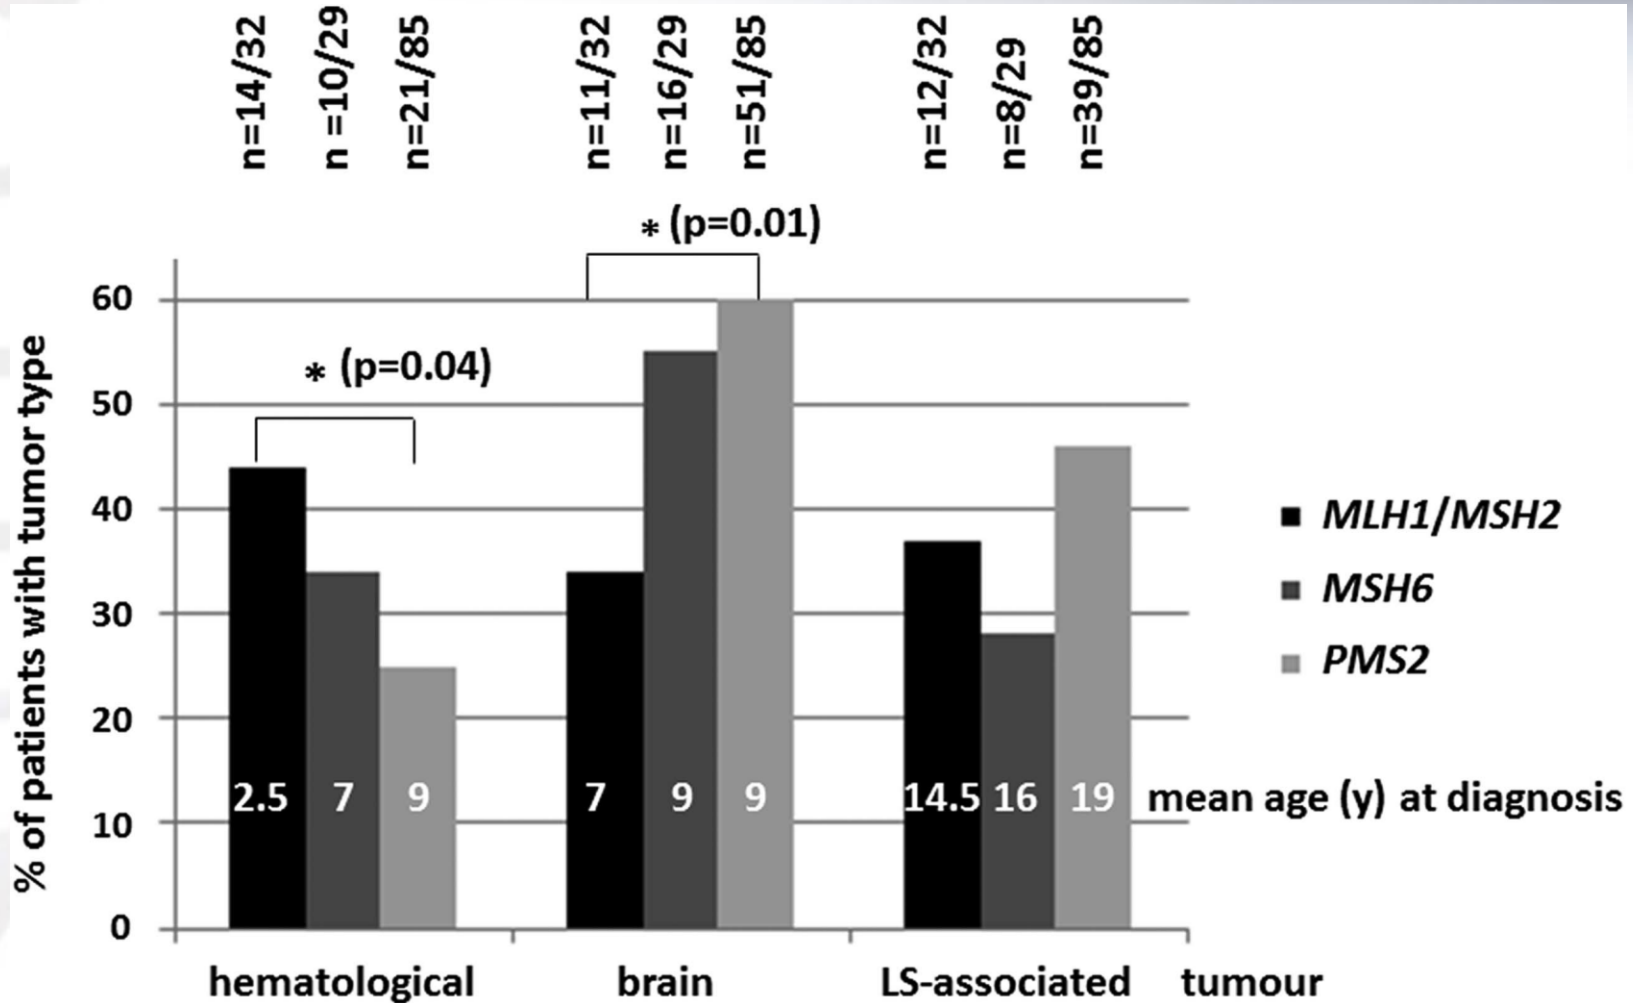 n=14/32
n =10/29
n=21/85
n=11/32
n=16/29
n=51/85
n=12/32
n=8/29
n=39/85
* (p=0.01)
* (p=0.04)
% of patients with tumor type
60
50
40
30
20
10
0
2.5 7 9 7 9 9 14.5 16 19 mean age (y) at diagnosis
MLH1/MSH2
MSH6
PMS2
hematological brain LS-associated tumour